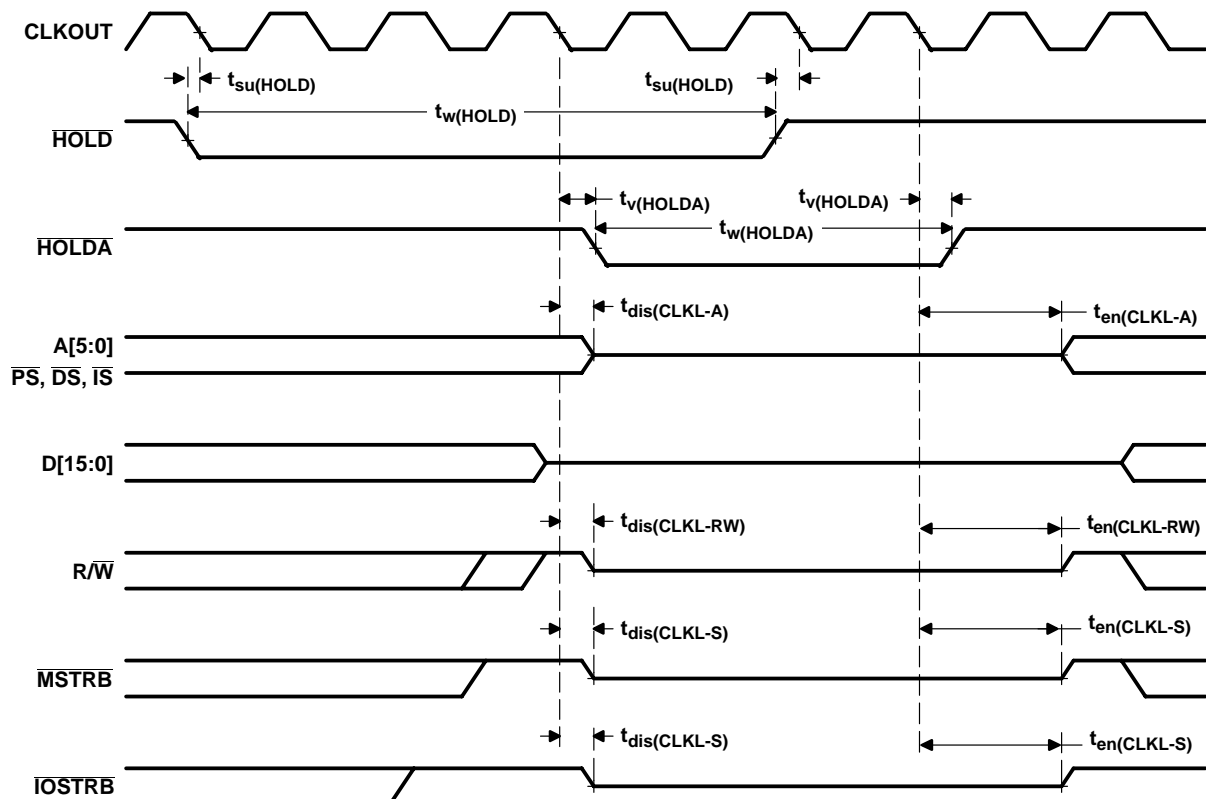 CLKOUT
tsu(HOLD)
tsu(HOLD)
tw(HOLD)
HOLD
tv(HOLDA)
tv(HOLDA)
tw(HOLDA)
HOLDA
tdis(CLKL-A)
ten(CLKL-A)
A[5:0]
PS, DS, IS
D[15:0]
tdis(CLKL-RW)
ten(CLKL-RW)
R/W
tdis(CLKL-S)
ten(CLKL-S)
MSTRB
tdis(CLKL-S)
ten(CLKL-S)
IOSTRB